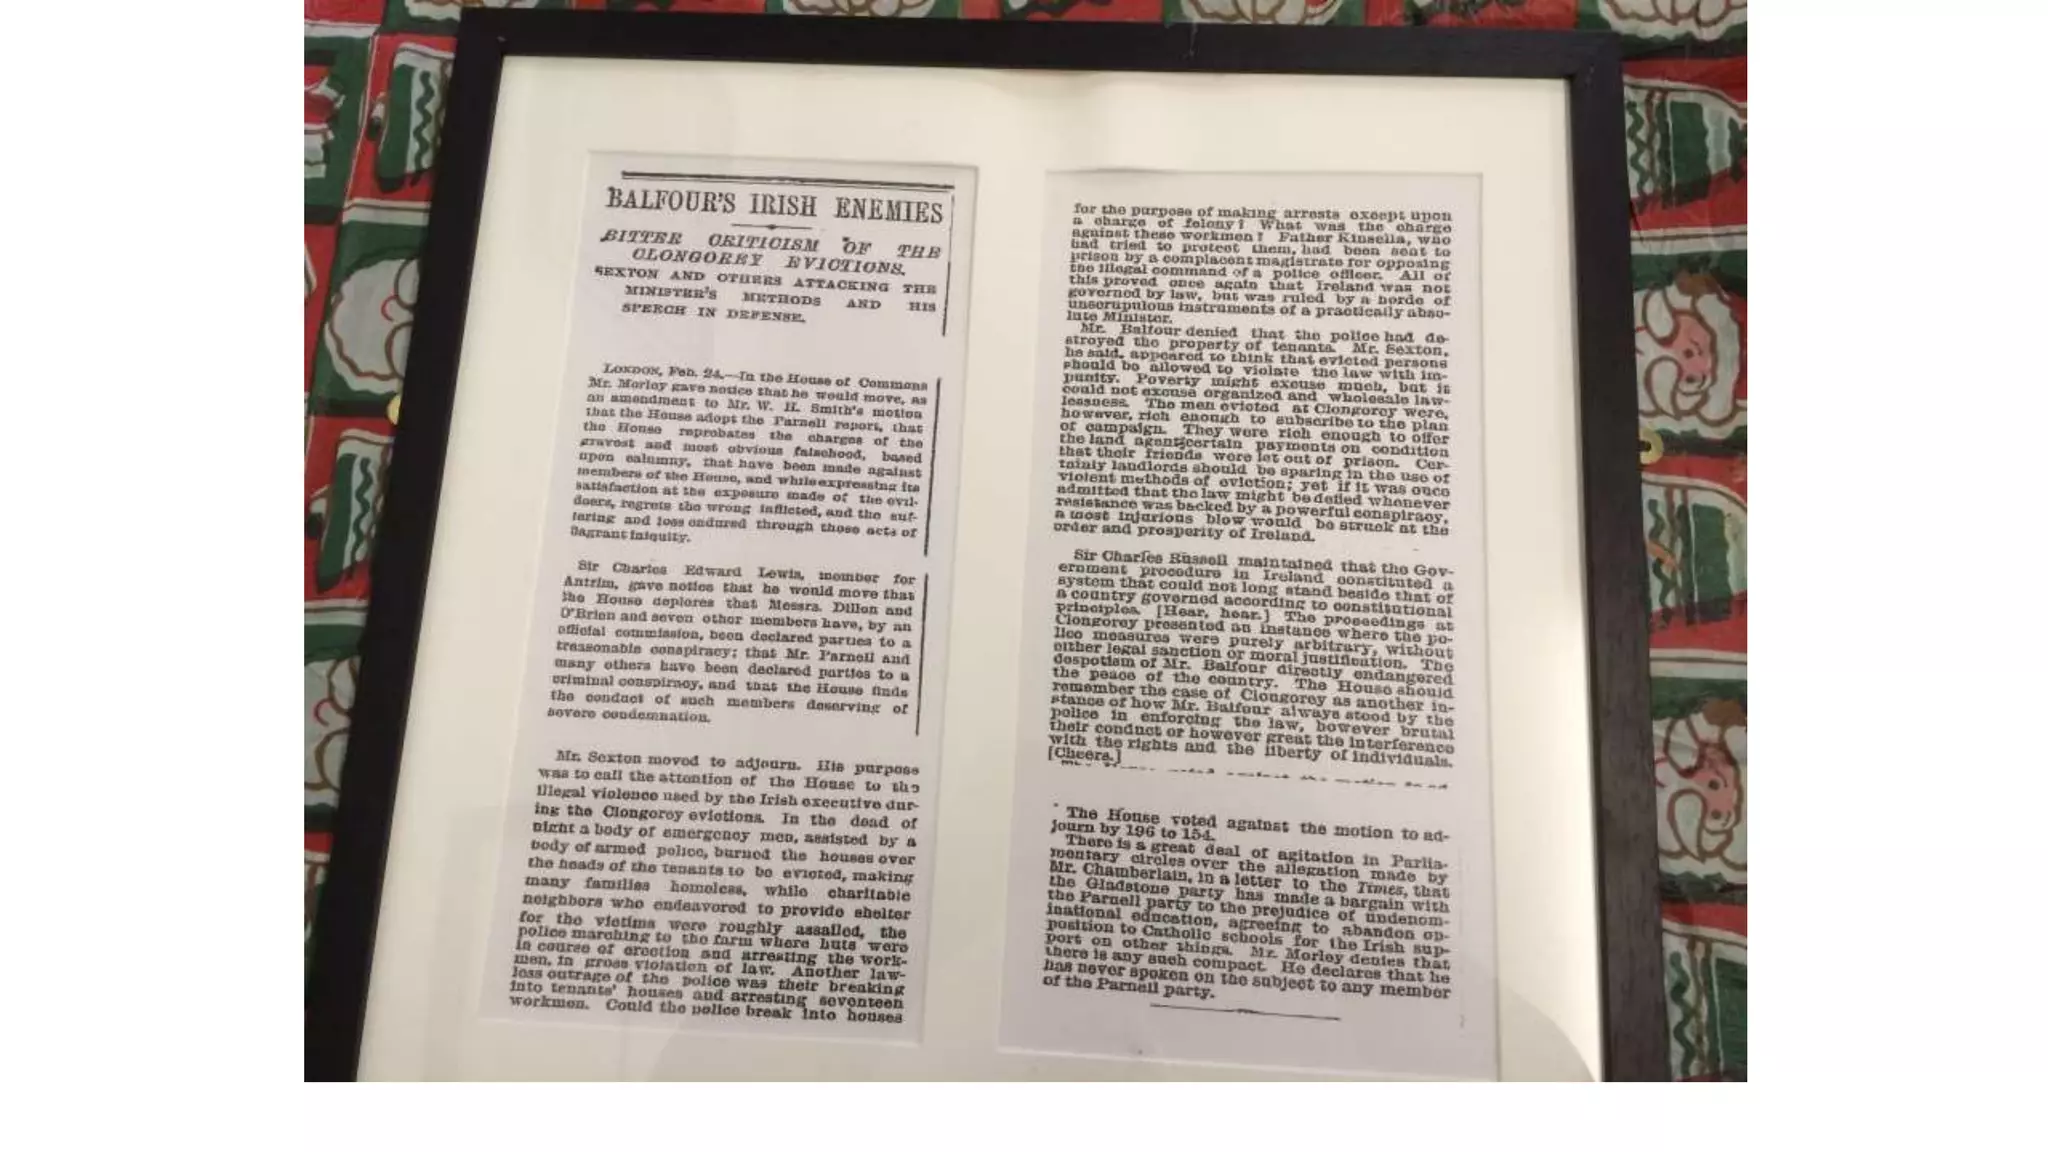 BALFOUR'S IRISH ENEMIES
BITTER CRITICISM OF THE
CLONGOREY EVICTIONS.
SEXTON AND OTHERS ATTACKING THE
MINISTER'S METHODS AND HIS
SPEECH IN DEFENSE.
LONDON, Feb. 24.—In the House of Commons
Mr. Morley gave notice that he would move, as
an amendment to Mr. W. H. Smith's motion
that the House adopt the Parnell report, that
the House reprobates the charges of the
gravest and most obvious falsehood, based
upon calumny, that have been made against
members of the House, and while expressing its
satisfaction at the exposure made of the evil-
doers, regrets the wrong inflicted, and the suf-
fering and loss endured through those acts of
flagrant iniquity.
Sir Charles Edward Lewis, member for
Antrim, gave notice that he would move that
the House deplores that Messrs. Dillon and
O'Brien and seven other members have, by an
official commission, been declared parties to a
treasonable conspiracy; that Mr. Parnell and
many others have been declared parties to a
criminal conspiracy, and that the House finds
the conduct of such members deserving of
severe condemnation.
Mr. Sexton moved to adjourn. His purpose
was to call the attention of the House to the
illegal violence used by the Irish executive dur-
ing the Clongorey evictions. In the dead of
night a body of emergency men, assisted by a
body of armed police, burned the houses over
the heads of the tenants to be evicted, making
many families homeless, while charitable
neighbors who endeavored to provide shelter
for the victims were roughly assailed, the
police marching to the farm where huts were
in course of erection and arresting the work-
men, in gross violation of law. Another law-
less outrage of the police was their breaking
into tenants' houses and arresting seventeen
workmen. Could the police break into houses
for the purpose of making arrests except upon
a charge of felony? What was the charge
against these workmen? Father Kinsella, who
had tried to protect them, had been sent to
prison by a complacent magistrate for opposing
the illegal command of a police officer. All of
this proved once again that Ireland was not
governed by law, but was ruled by a horde of
unscrupulous instruments of a practically abso-
lute Minister.
Mr. Balfour denied that the police had de-
stroyed the property of tenants. Mr. Sexton,
he said, appeared to think that evicted persons
should be allowed to violate the law with im-
punity. Poverty might excuse much, but it
could not excuse organized and wholesale law-
lessness. The men evicted at Clongorey were,
however, rich enough to subscribe to the plan
of campaign. They were rich enough to offer
the land agent certain payments on condition
that their friends were let out of prison. Cer-
tainly landlords should be sparing in the use of
violent methods of eviction; yet if it was once
admitted that the law might be defied whenever
resistance was backed by a powerful conspiracy,
a most injurious blow would be struck at the
order and prosperity of Ireland.
Sir Charles Russell maintained that the Gov-
ernment procedure in Ireland constituted a
system that could not long stand beside that of
a country governed according to constitutional
principles. [Hear, hear.] The proceedings at
Clongorey presented an instance where the po-
lice measures were purely arbitrary, without
either legal sanction or moral justification. The
despotism of Mr. Balfour directly endangered
the peace of the country. The House should
remember the case of Clongorey as another in-
stance of how Mr. Balfour always stood by the
police in enforcing the law, however brutal
their conduct or however great the interference
with the rights and the liberty of individuals.
[Cheers.]
The House voted against the motion to ad-
journ by 196 to 154.
There is a great deal of agitation in Parlia-
mentary circles over the allegation made by
Mr. Chamberlain, in a letter to the Times, that
the Gladstone party has made a bargain with
the Parnell party to the prejudice of undenom-
inational education, agreeing to abandon op-
position to Catholic schools for the Irish sup-
port on other things. Mr. Morley denies that
there is any such compact. He declares that he
has never spoken on the subject to any member
of the Parnell party.